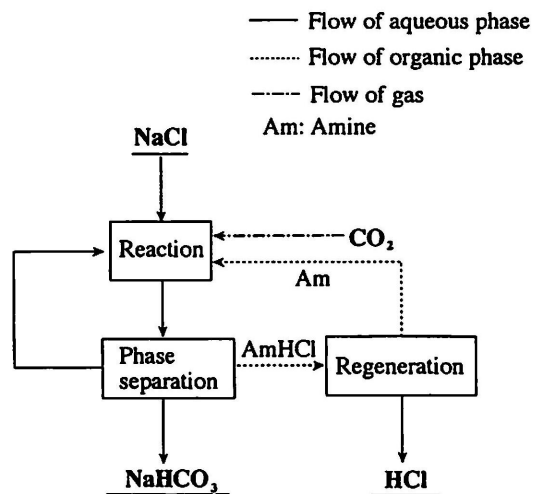 Flow of aqueous phase
Flow of organic phase
Flow of gas
Am: Amine
NaCl
Reaction
CO₂
Am
Phase
separation
AmHCl
Regeneration
NaHCO₃
HCl